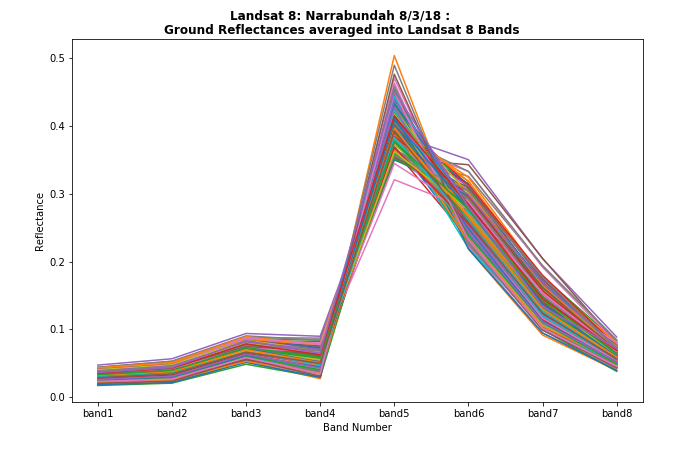 Landsat 8: Narrabundah 8/3/18 :
Ground Reflectances averaged into Landsat 8 Bands
0.5
0.4
0.3
0.2
0.1
0.0
Reflectance
band1 band2 band3 band4 band5 band6 band7 band8
Band Number